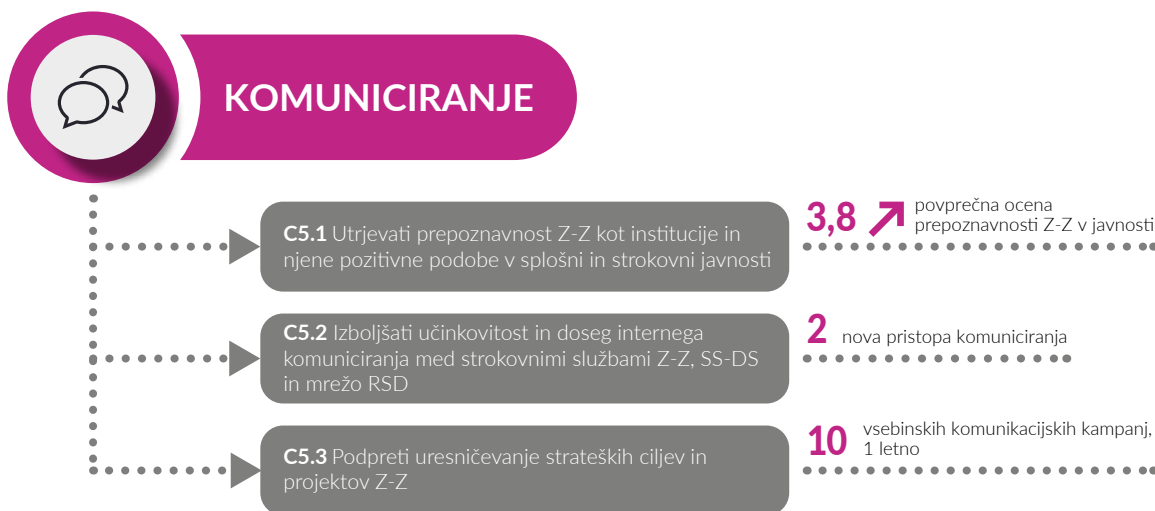 KOMUNICIRANJE
C5.1 Utrjevati prepoznavnost Z-Z kot institucije in
njene pozitivne podobe v splošni in strokovni javnosti
3,8
povprečna ocena
prepoznavnosti Z-Z v javnosti
C5.2 Izboljšati učinkovitost in doseg internega
komuniciranja med strokovnimi službami Z-Z, SS-DS
in mrežo RSD
2 nova pristopa komuniciranja
C5.3 Podpreti uresničevanje strateških ciljev in
projektov Z-Z
10
vsebinskih komunikacijskih kampanj,
1 letno